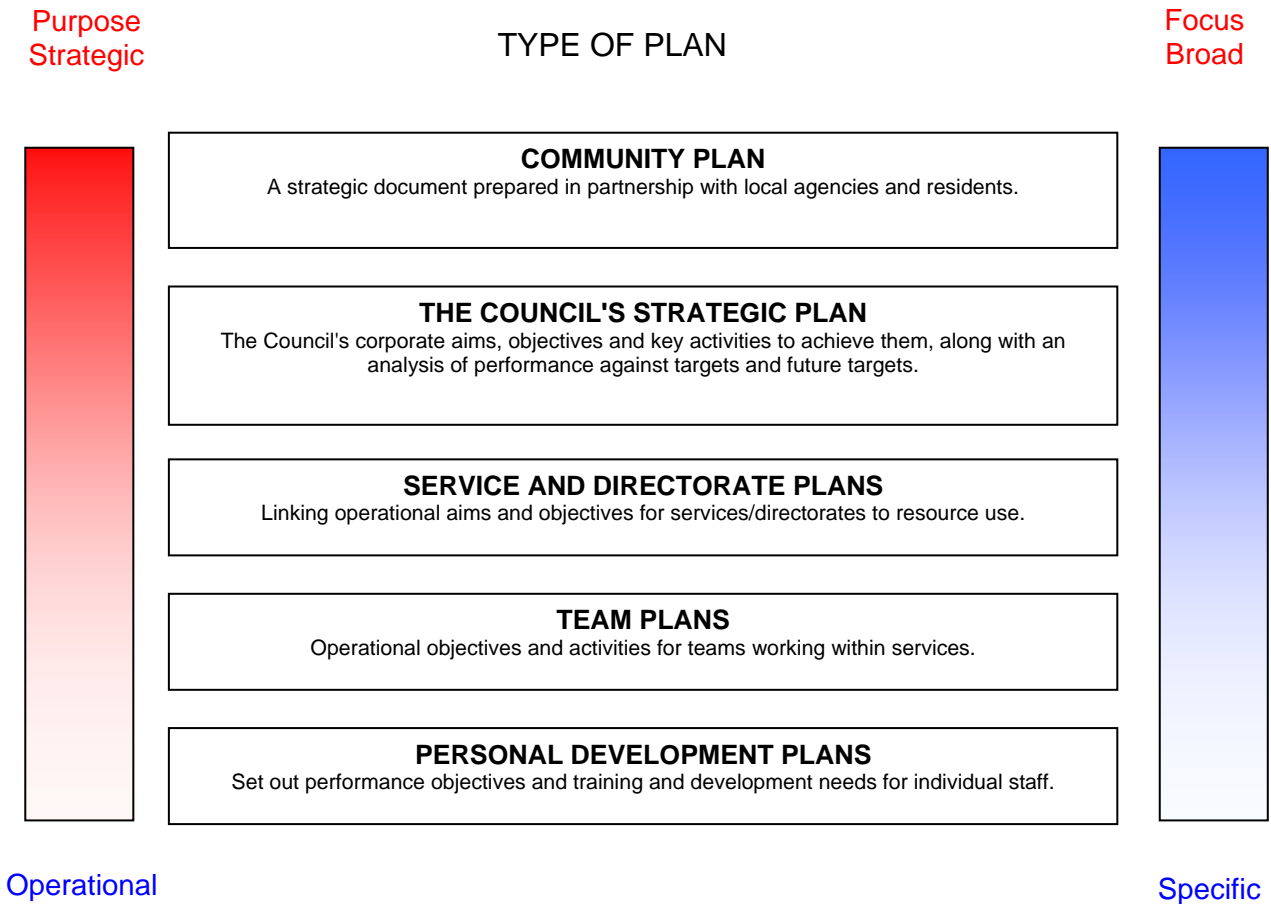 Purpose
Strategic
TYPE OF PLAN
Focus
Broad
COMMUNITY PLAN
A strategic document prepared in partnership with local agencies and residents.
THE COUNCIL'S STRATEGIC PLAN
The Council's corporate aims, objectives and key activities to achieve them, along with an
analysis of performance against targets and future targets.
SERVICE AND DIRECTORATE PLANS
Linking operational aims and objectives for services/directorates to resource use.
TEAM PLANS
Operational objectives and activities for teams working within services.
PERSONAL DEVELOPMENT PLANS
Set out performance objectives and training and development needs for individual staff.
Operational
Specific